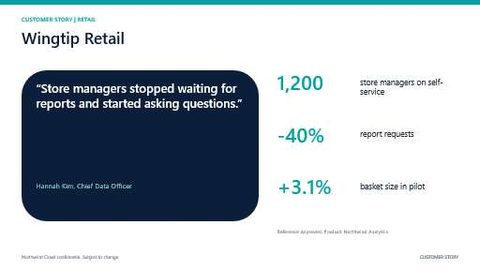 CUSTOMER STORY | RETAIL
Wingtip Retail
“Store managers stopped waiting for
reports and started asking questions.”
Hannah Kim, Chief Data Officer
1,200
store managers on self-
service
-40%
report requests
+3.1%
basket size in pilot
Reference approved. Product: Northwind Analytics
Northwind Cloud confidential. Subject to change.
CUSTOMER STORY